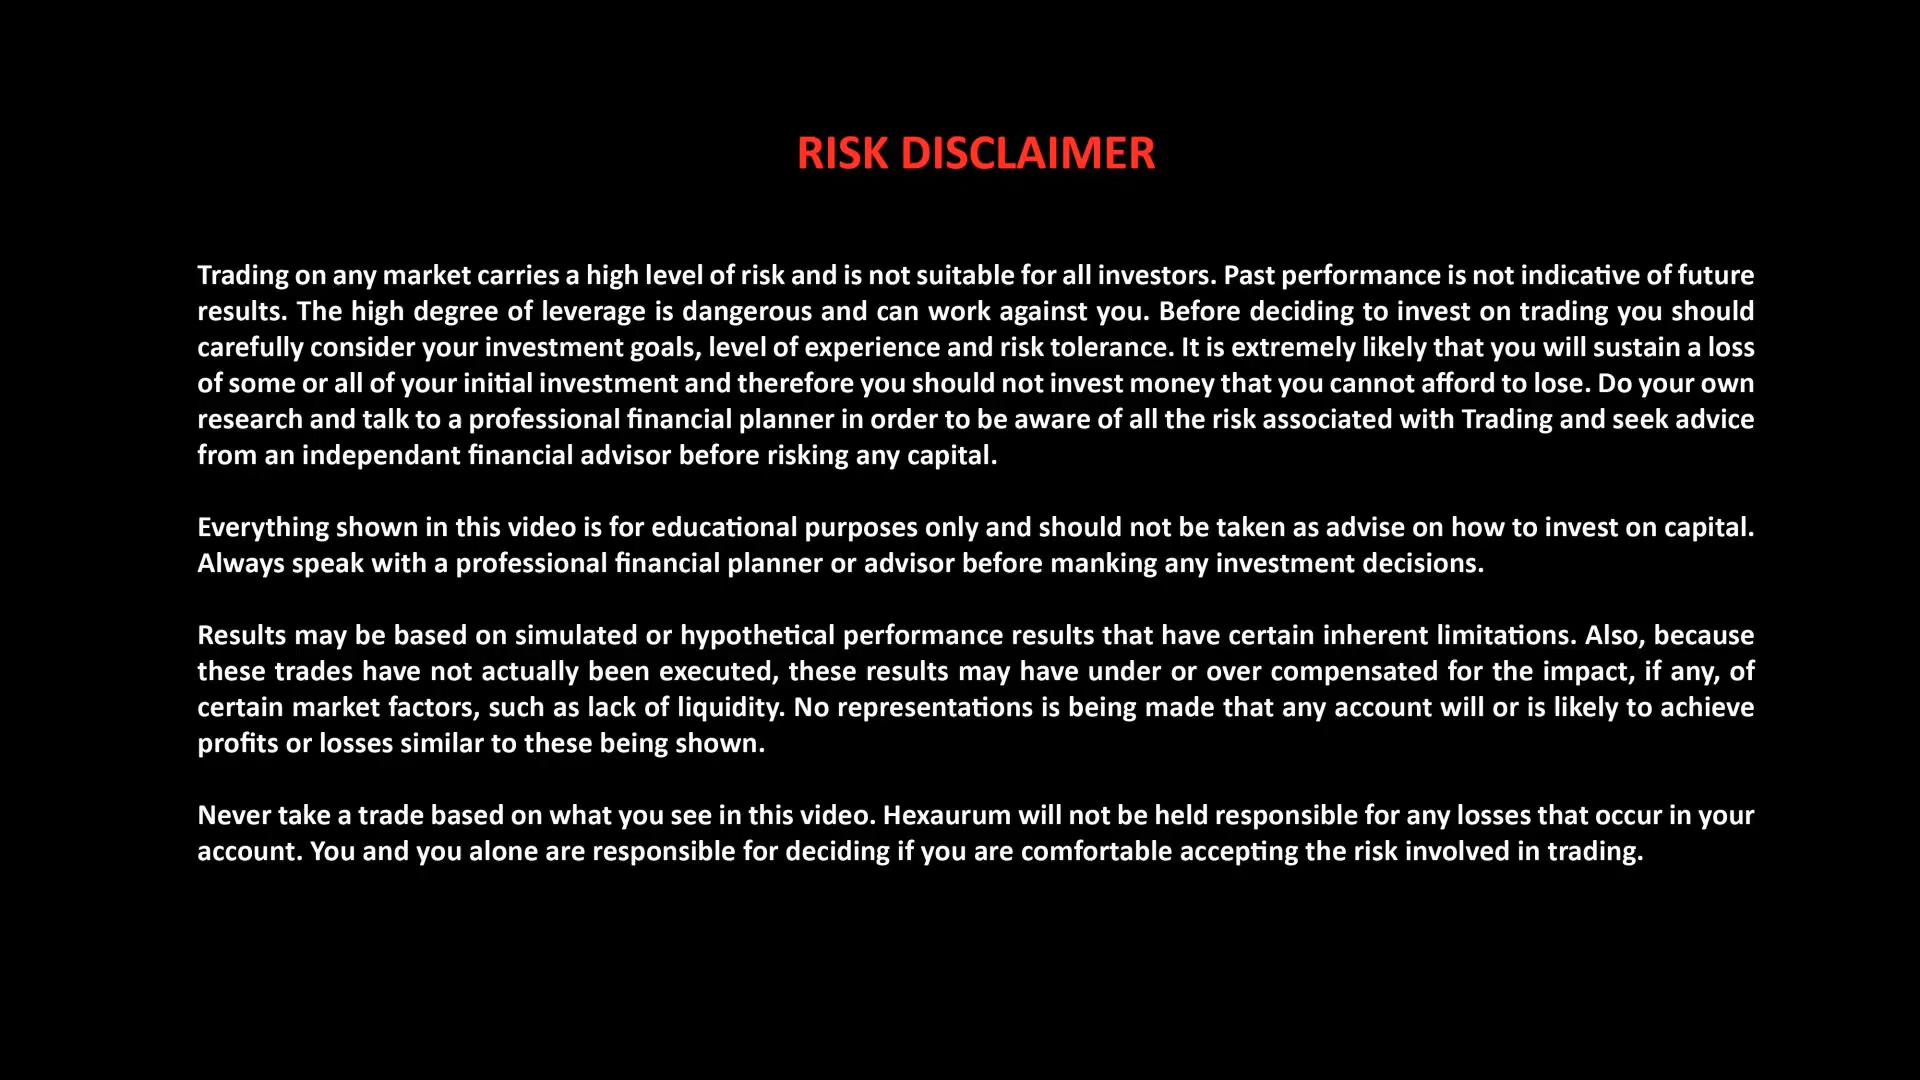 RISK DISCLAIMER
Trading on any market carries a high level of risk and is not suitable for all investors. Past performance is not indicative of future
results. The high degree of leverage is dangerous and can work against you. Before deciding to invest on trading you should
carefully consider your investment goals, level of experience and risk tolerance. It is extremely likely that you will sustain a loss
of some or all of your initial investment and therefore you should not invest money that you cannot afford to lose. Do your own
research and talk to a professional financial planner in order to be aware of all the risk associated with Trading and seek advice
from an independant financial advisor before risking any capital.
Everything shown in this video is for educational purposes only and should not be taken as advise on how to invest on capital.
Always speak with a professional financial planner or advisor before manking any investment decisions.
Results may be based on simulated or hypothetical performance results that have certain inherent limitations. Also, because
these trades have not actually been executed, these results may have under or over compensated for the impact, if any, of
certain market factors, such as lack of liquidity. No representations is being made that any account will or is likely to achieve
profits or losses similar to these being shown.
Never take a trade based on what you see in this video. Hexaurum will not be held responsible for any losses that occur in your
account. You and you alone are responsible for deciding if you are comfortable accepting the risk involved in trading.